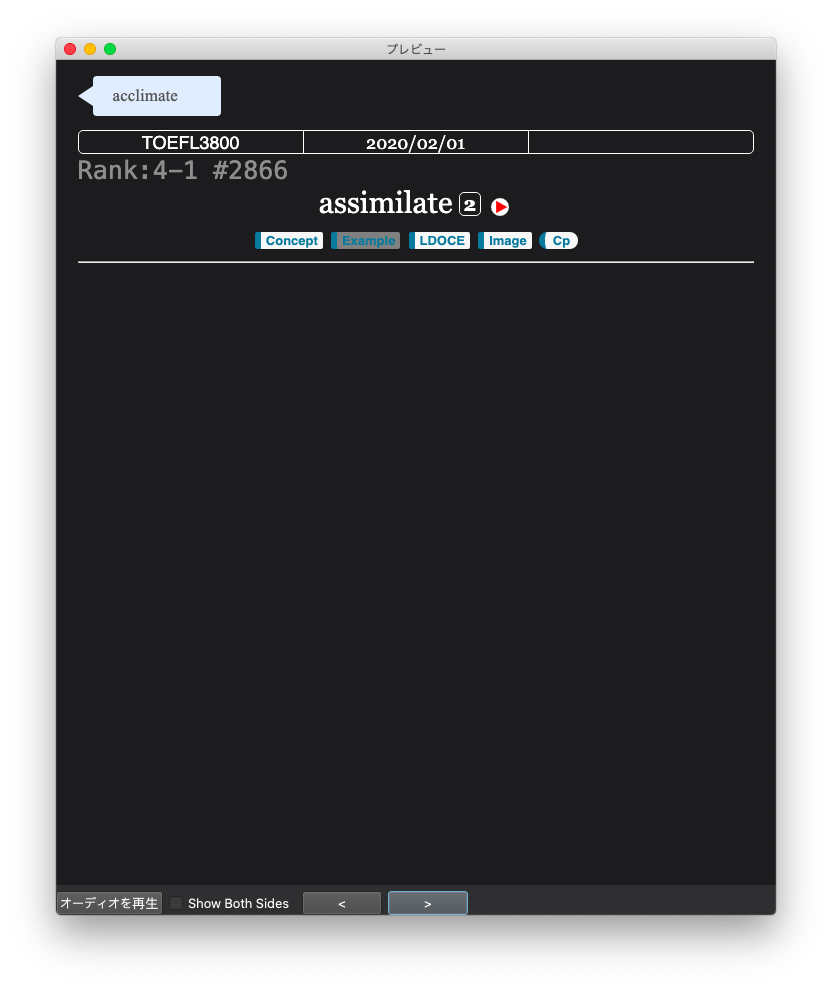 プレビュー
acclimate
TOEFL3800 2020/02/01
Rank:4-1 #2866
assimilate 2
Concept Example LDOCE Image Cp
オーディオを再生 Show Both Sides < >